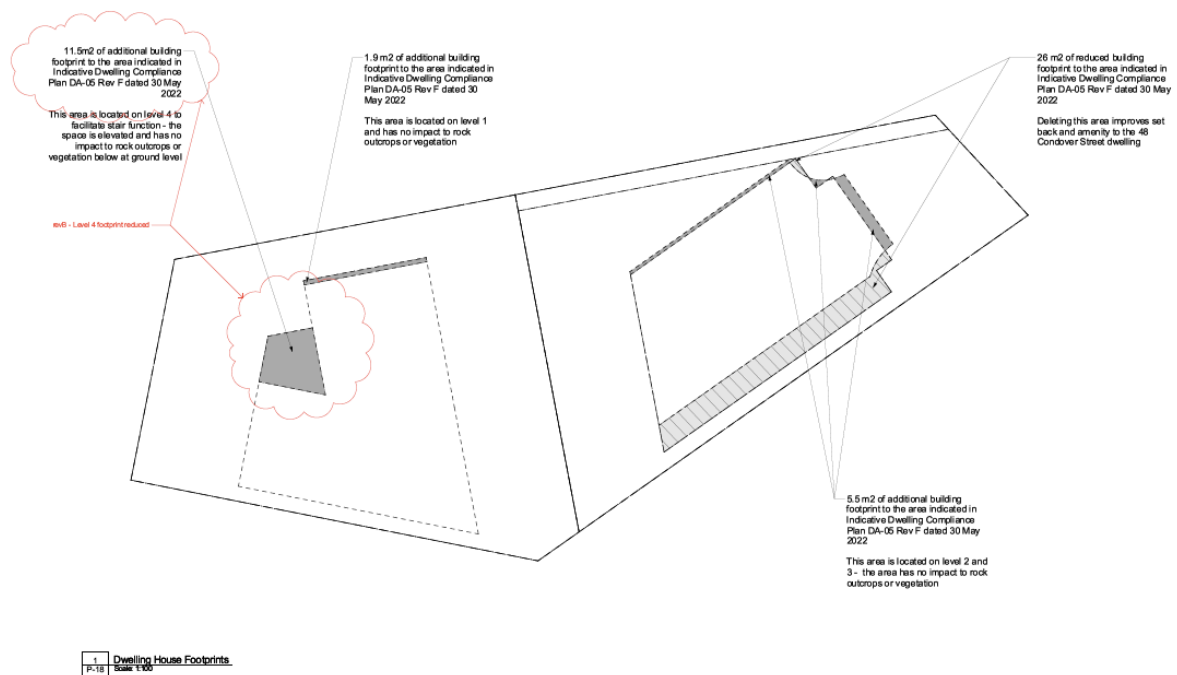 11.5m2 of additional building
footprint to the area indicated in
Indicative Dwelling Compliance
Plan DA-05 Rev F dated 30 May
2022
This area is located on level 4 to
facilitate stair function - the
space is elevated and has no
impact to rock outcrops or
vegetation below at ground level
revB - Level 4 footprint reduced
1.9 m2 of additional building
footprint to the area indicated in
Indicative Dwelling Compliance
Plan DA-05 Rev F dated 30
May 2022
This area is located on level 1
and has no impact to rock
outcrops or vegetation
26 m2 of reduced building
footprint to the area indicated in
Indicative Dwelling Compliance
Plan DA-05 Rev F dated 30 May
2022
Deleting this area improves set
back and amenity to the 48
Condover Street dwelling
5.5 m2 of additional building
footprint to the area indicated in
Indicative Dwelling Compliance
Plan DA-05 Rev F dated 30 May
2022
This area is located on level 2 and
3 - the area has no impact to rock
outcrops or vegetation
1
P-18
Dwelling House Footprints
Scale: 1:100